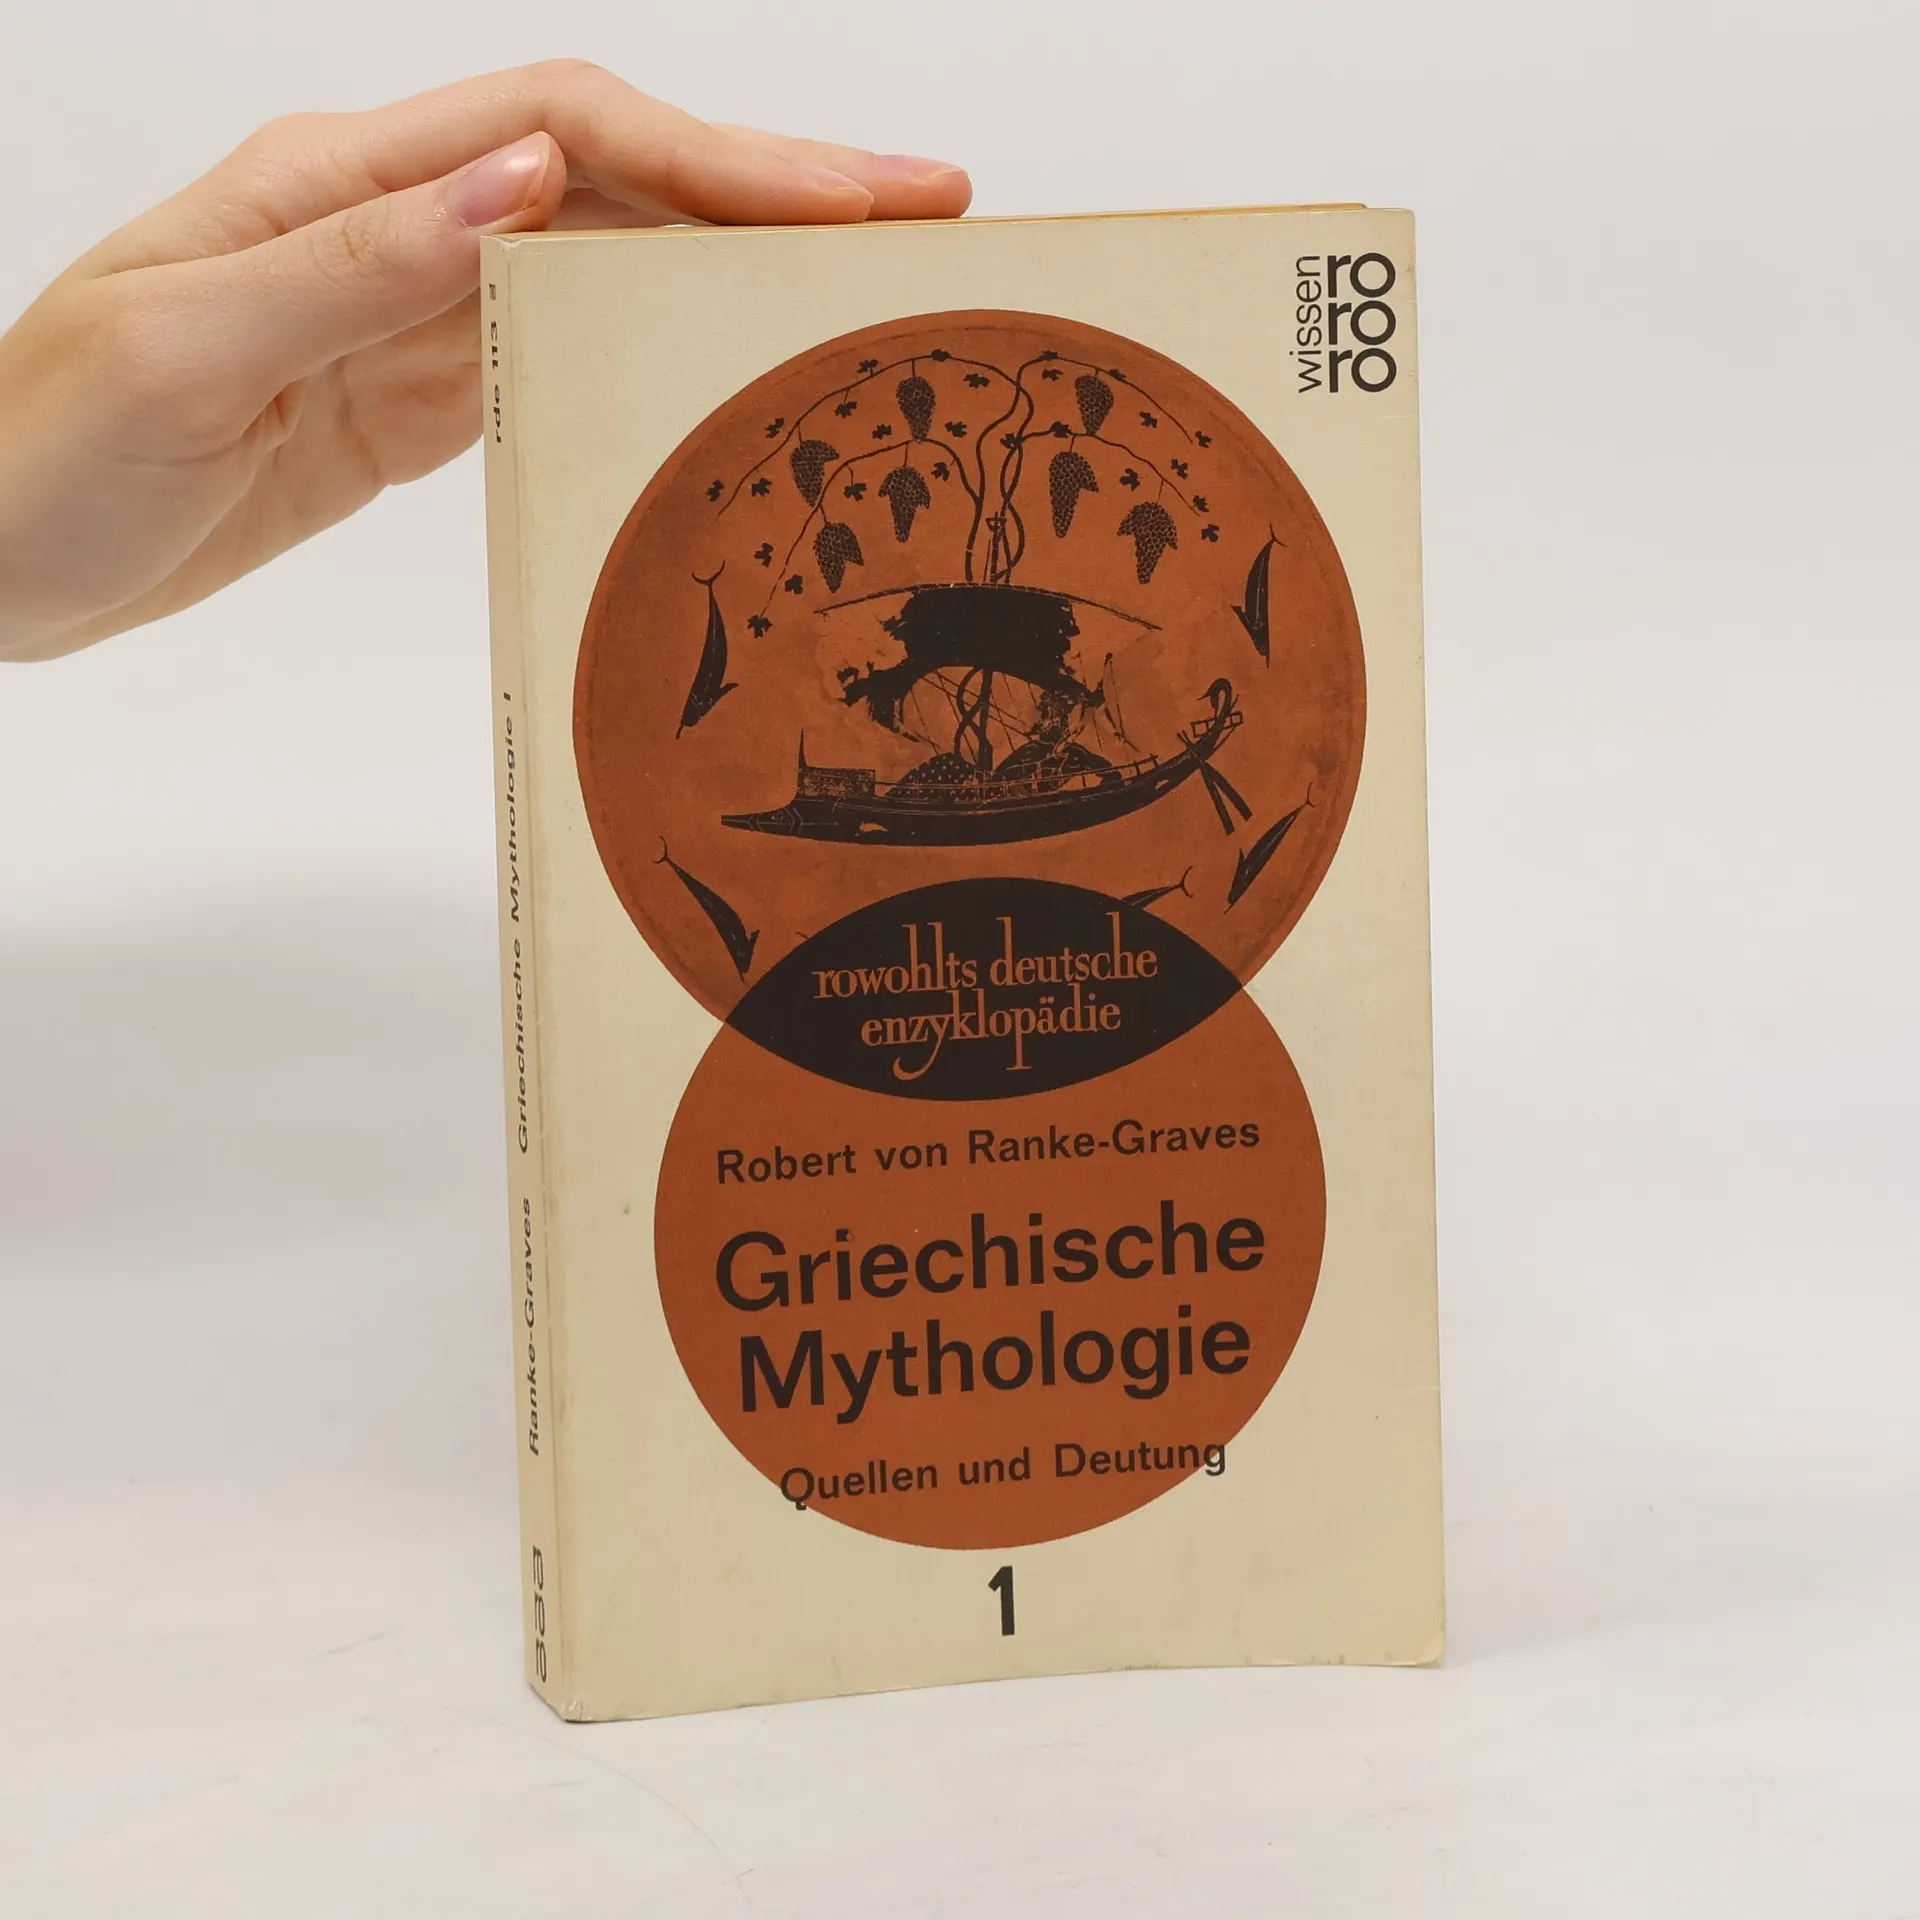 wissen
ro
ro
ro
rowohlts deutsche
enzyklopädie
Robert von Ranke-Graves
Griechische
Mythologie
Quellen und Deutung
1
rde 113
Ranke-Graves Griechische Mythologie I